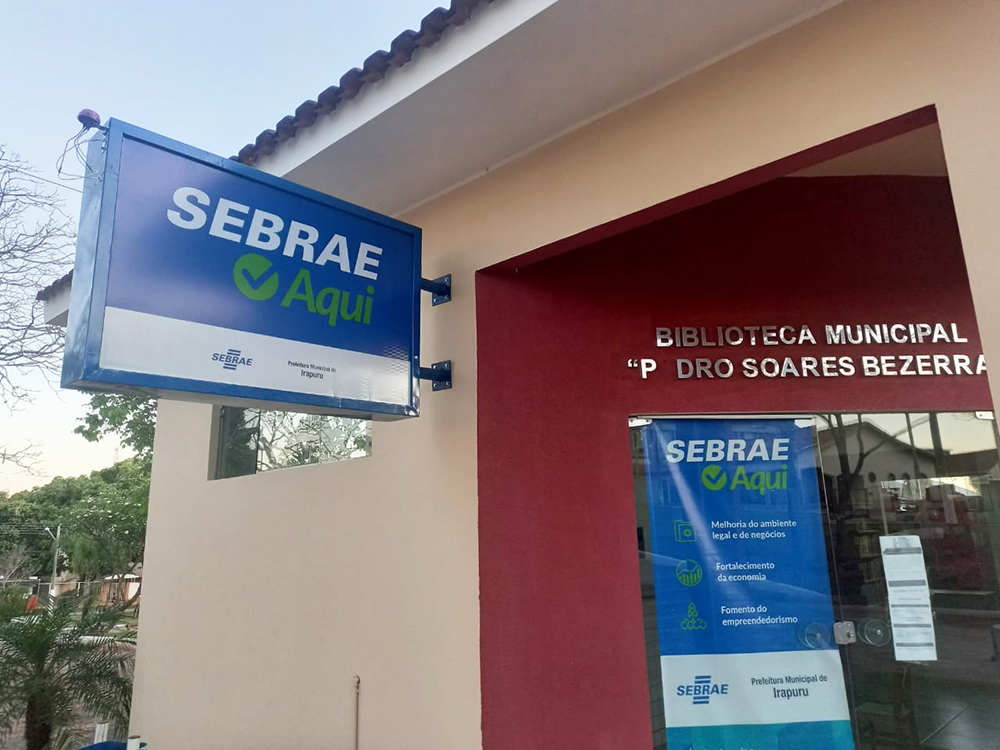 SEBRAE
Aqui
SEBRAE
Prefeitura Municipal de
Irapuru
BIBLIOTECA MUNICIPAL
“P DRO SOARES BEZERRA
SEBRAE
Aqui
Melhoria do ambiente
legal e de negócios
Fortalecimento
da economia
Fomento do
empreendedorismo
SEBRAE
Prefeitura Municipal de
Irapuru